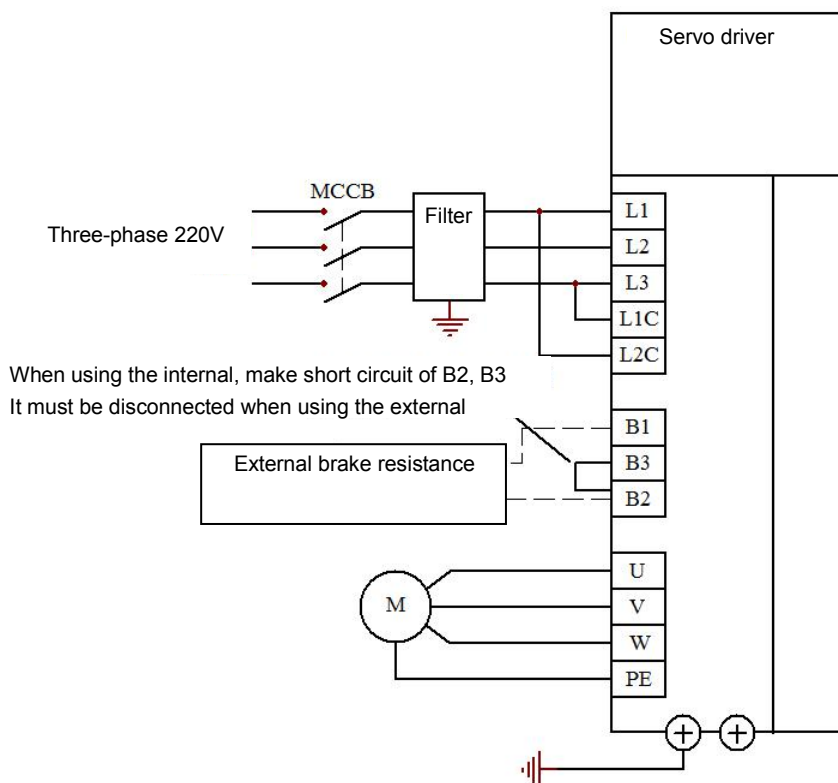 Servo driver
MCCB
Filter
Three-phase 220V
L1
L2
L3
L1C
L2C
When using the internal, make short circuit of B2, B3
It must be disconnected when using the external
B1
External brake resistance
B3
B2
U
M
V
W
PE